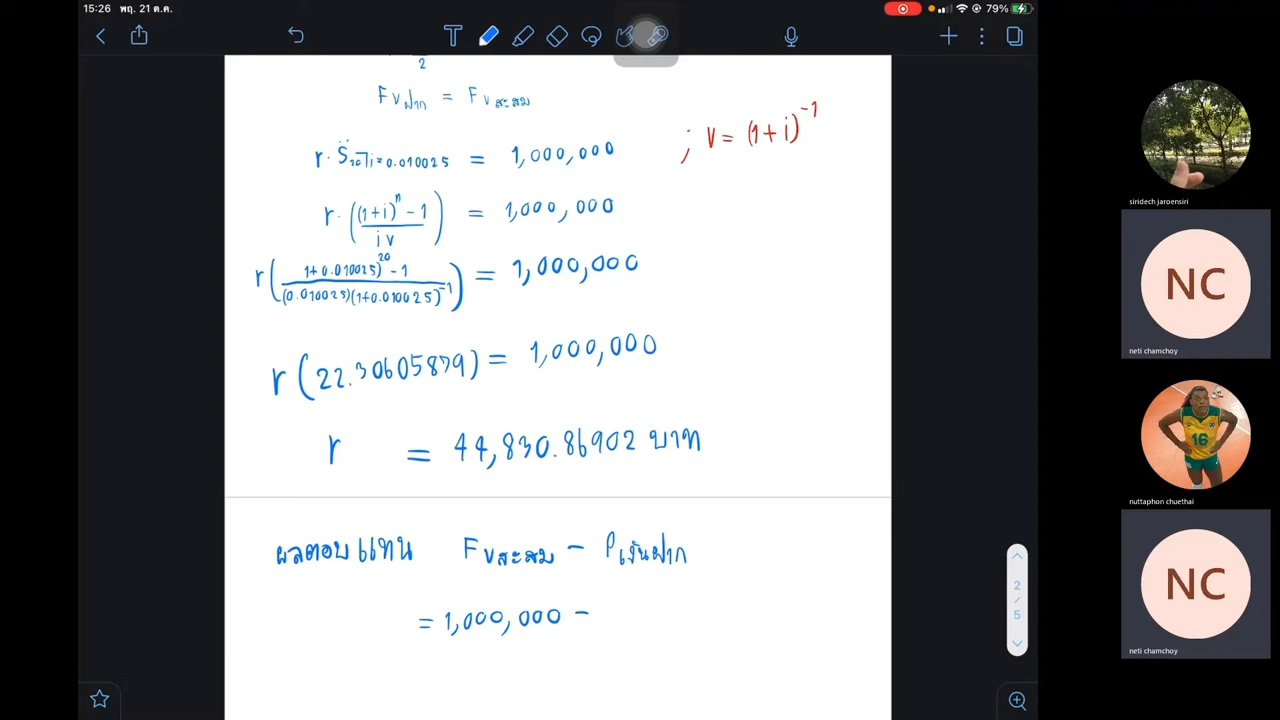 15:26 พฤ. 21 ต.ค.
79%
2
Fv ฝาก = Fv สะสม
; v = (1+i)^-1
r · S̈20˥i=0.010025 = 1,000,000
r · ((1+i)^n - 1 / iv) = 1,000,000
r(1+0.010025)^20 - 1 / (0.010025)(1+0.010025)^-1) = 1,000,000
r(22.30605879) = 1,000,000
r = 44,830.86902 บาท
ผลตอบแทน Fv สะสม - P เงินฝาก
= 1,000,000 -
2 / 5
siridech jaroensiri
NC
neti chamchoy
16
nuttaphon chuethai
NC
neti chamchoy